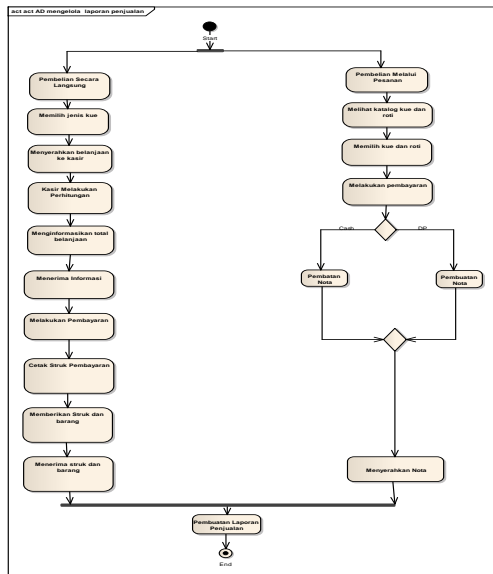 act act AD mengelola laporan penjualan
Start
Pembelian Secara
Langsung
Memilih jenis kue
Menyerahkan belanjaan
ke kasir
Kasir Melakukan
Perhitungan
Menginformasikan total
belanjaan
Menerima Informasi
Melakukan Pembayaran
Cetak Struk Pembayaran
Memberikan Struk dan
barang
Menerima struk dan
barang
Pembelian Melalui
Pesanan
Melihat katalog kue dan
roti
Memilih kue dan roti
Melakukan pembayaran
Cash
DP
Pembatan
Nota
Pembuatan
Nota
Menyerahkan Nota
Pembuatan Laporan
Penjualan
End